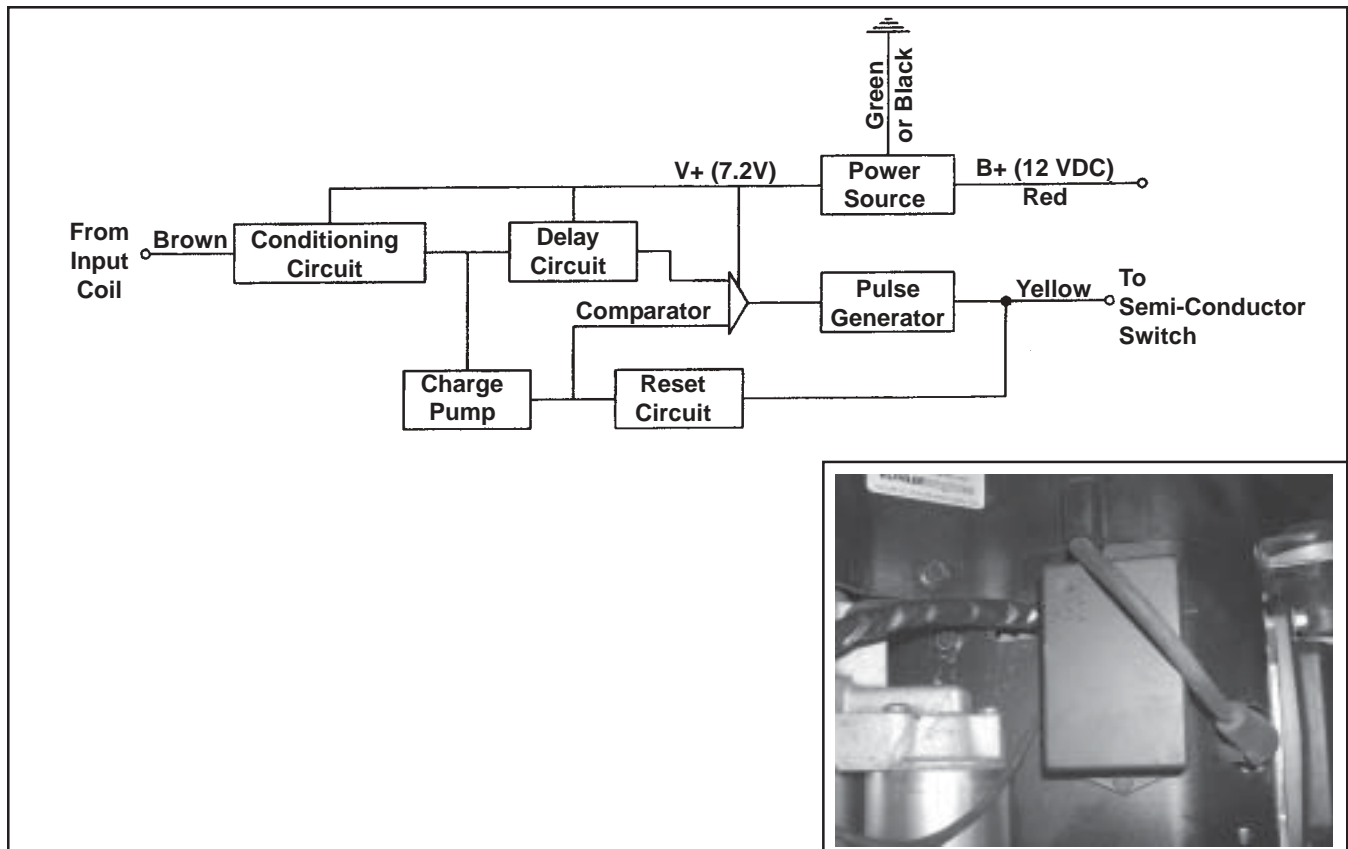 Green
or Black
V+ (7.2V)
Power
Source
B+ (12 VDC)
Red
From
Input
Coil
Brown
Conditioning
Circuit
Delay
Circuit
Comparator
Pulse
Generator
Yellow
To
Semi-Conductor
Switch
Charge
Pump
Reset
Circuit